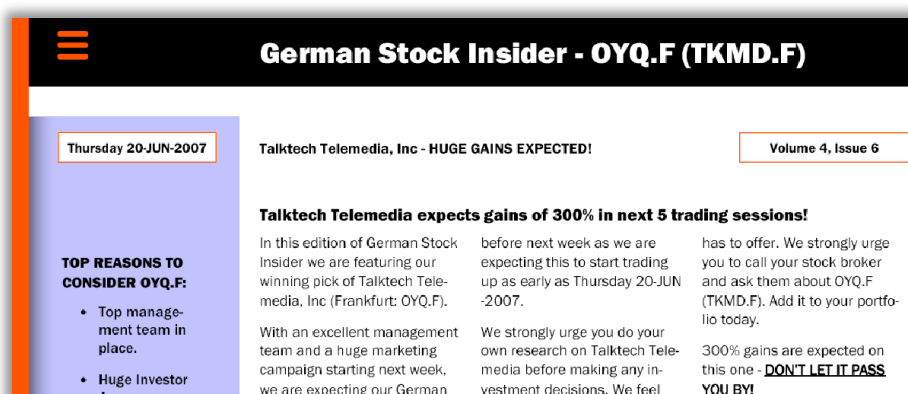 German Stock Insider - OYQ.F (TKMD.F)
Thursday 20-JUN-2007
Talktech Telemedia, Inc - HUGE GAINS EXPECTED!
Volume 4, Issue 6
TOP REASONS TO
CONSIDER OYQ.F:
• Top manage-
ment team in
place.
• Huge Investor
Talktech Telemedia expects gains of 300% in next 5 trading sessions!
In this edition of German Stock
Insider we are featuring our
winning pick of Talktech Tele-
media, Inc (Frankfurt: OYQ.F).
With an excellent management
team and a huge marketing
campaign starting next week,
we are expecting our German
before next week as we are
expecting this to start trading
up as early as Thursday 20-JUN
-2007.
We strongly urge you do your
own research on Talktech Tele-
media before making any in-
vestment decisions. We feel
has to offer. We strongly urge
you to call your stock broker
and ask them about OYQ.F
(TKMD.F). Add it to your portfo-
lio today.
300% gains are expected on
this one - DON'T LET IT PASS
YOU BY!